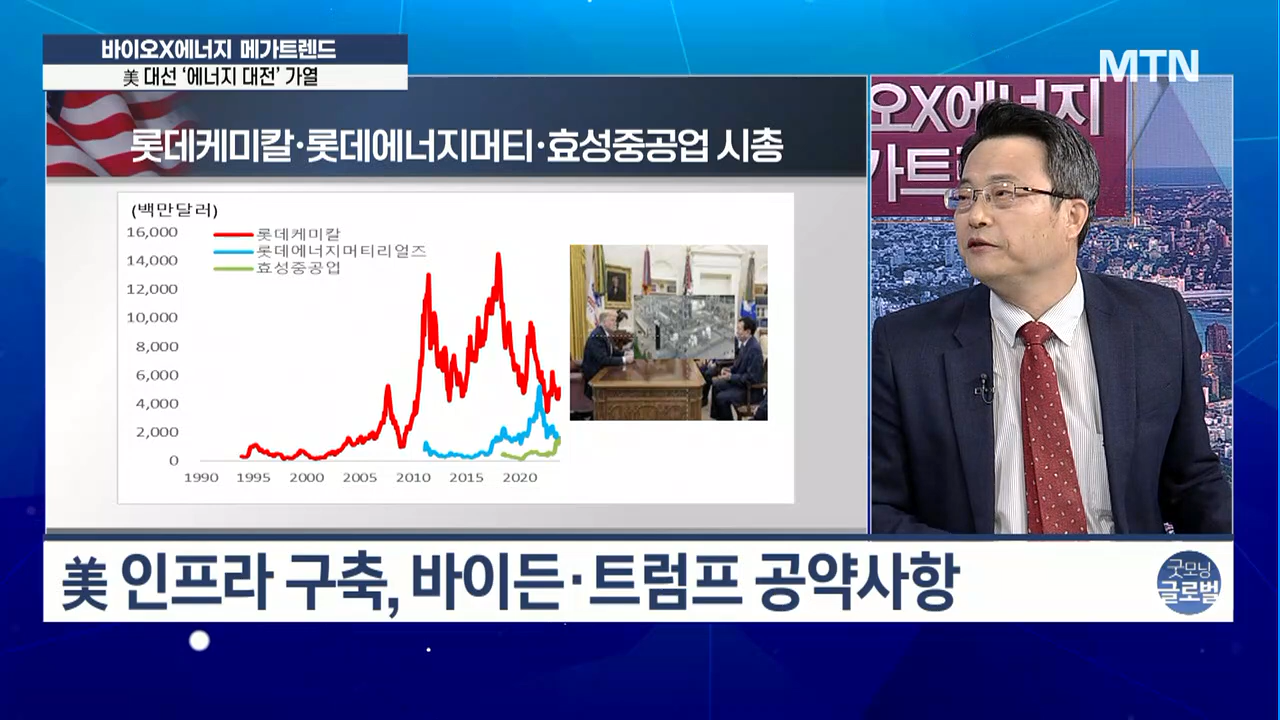 바이오X에너지 메가트렌드
美 대선 '에너지 대전' 가열
MTN
롯데케미칼·롯데에너지머티·효성중공업 시총
오X에너지
가트
(백만달러)
16,000
14,000
12,000
10,000
8,000
6,000
4,000
2,000
0
롯데케미칼
롯데에너지머티리얼즈
효성중공업
1990 1995 2000 2005 2010 2015 2020
美 인프라 구축, 바이든·트럼프 공약사항
굿모닝
글로벌